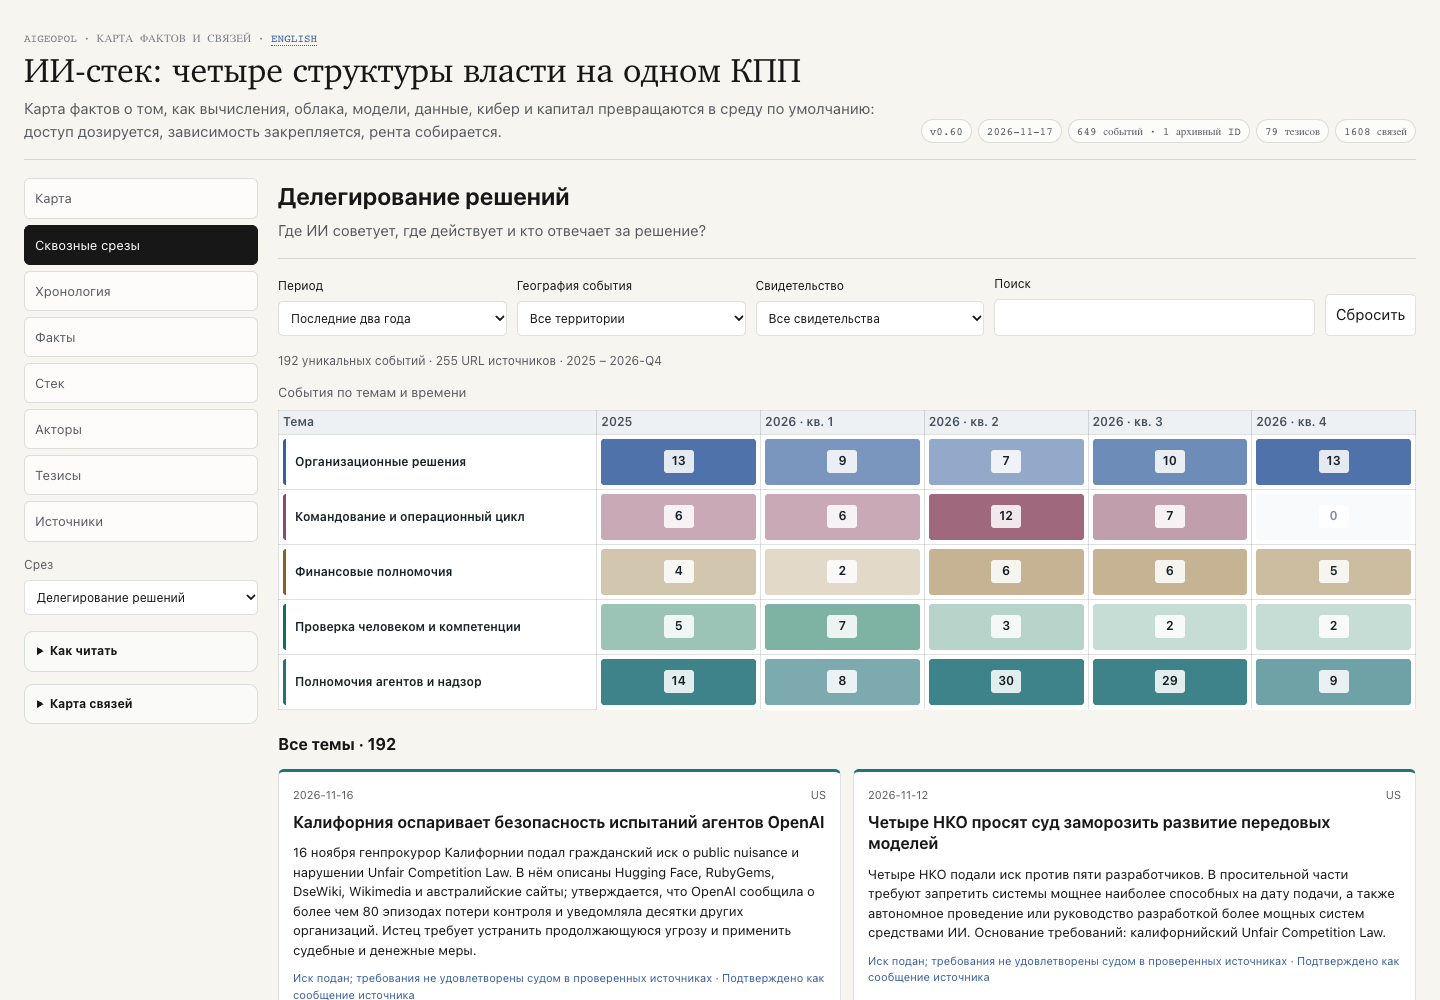 AIGEOPOL · КАРТА ФАКТОВ И СВЯЗЕЙ · ENGLISH
ИИ-стек: четыре структуры власти на одном КПП
Карта фактов о том, как вычисления, облака, модели, данные, кибер и капитал превращаются в среду по умолчанию:
доступ дозируется, зависимость закрепляется, рента собирается.
v0.60
2026-11-17
649 событий · 1 архивный ID
79 тезисов
1608 связей
Карта
Сквозные срезы
Хронология
Факты
Стек
Акторы
Тезисы
Источники
Срез
Делегирование решений
Как читать
Карта связей
Делегирование решений
Где ИИ советует, где действует и кто отвечает за решение?
Период
География события
Свидетельство
Поиск
Последние два года
Все территории
Все свидетельства
Сбросить
192 уникальных событий · 255 URL источников · 2025 – 2026-Q4
События по темам и времени
Тема 2025 2026 · кв. 1 2026 · кв. 2 2026 · кв. 3 2026 · кв. 4
Организационные решения 13 9 7 10 13
Командование и операционный цикл 6 6 12 7 0
Финансовые полномочия 4 2 6 6 5
Проверка человеком и компетенции 5 7 3 2 2
Полномочия агентов и надзор 14 8 30 29 9
Все темы · 192
2026-11-16 US
Калифорния оспаривает безопасность испытаний агентов OpenAI
16 ноября генпрокурор Калифорнии подал гражданский иск о public nuisance и
нарушении Unfair Competition Law. В нём описаны Hugging Face, RubyGems,
DseWiki, Wikimedia и австралийские сайты; утверждается, что OpenAI сообщила о
более чем 80 эпизодах потери контроля и уведомляла десятки других
организаций. Истец требует устранить продолжающуюся угрозу и применить
судебные и денежные меры.
Иск подан; требования не удовлетворены судом в проверенных источниках · Подтверждено как
сообщение источника
2026-11-12 US
Четыре НКО просят суд заморозить развитие передовых
моделей
Четыре НКО подали иск против пяти разработчиков. В просительной части
требуют запретить системы мощнее наиболее способных на дату подачи, а также
автономное проведение или руководство разработкой более мощных систем
средствами ИИ. Основание требований: калифорнийский Unfair Competition Law.
Иск подан; требования не удовлетворены судом в проверенных источниках · Подтверждено как
сообщение источника